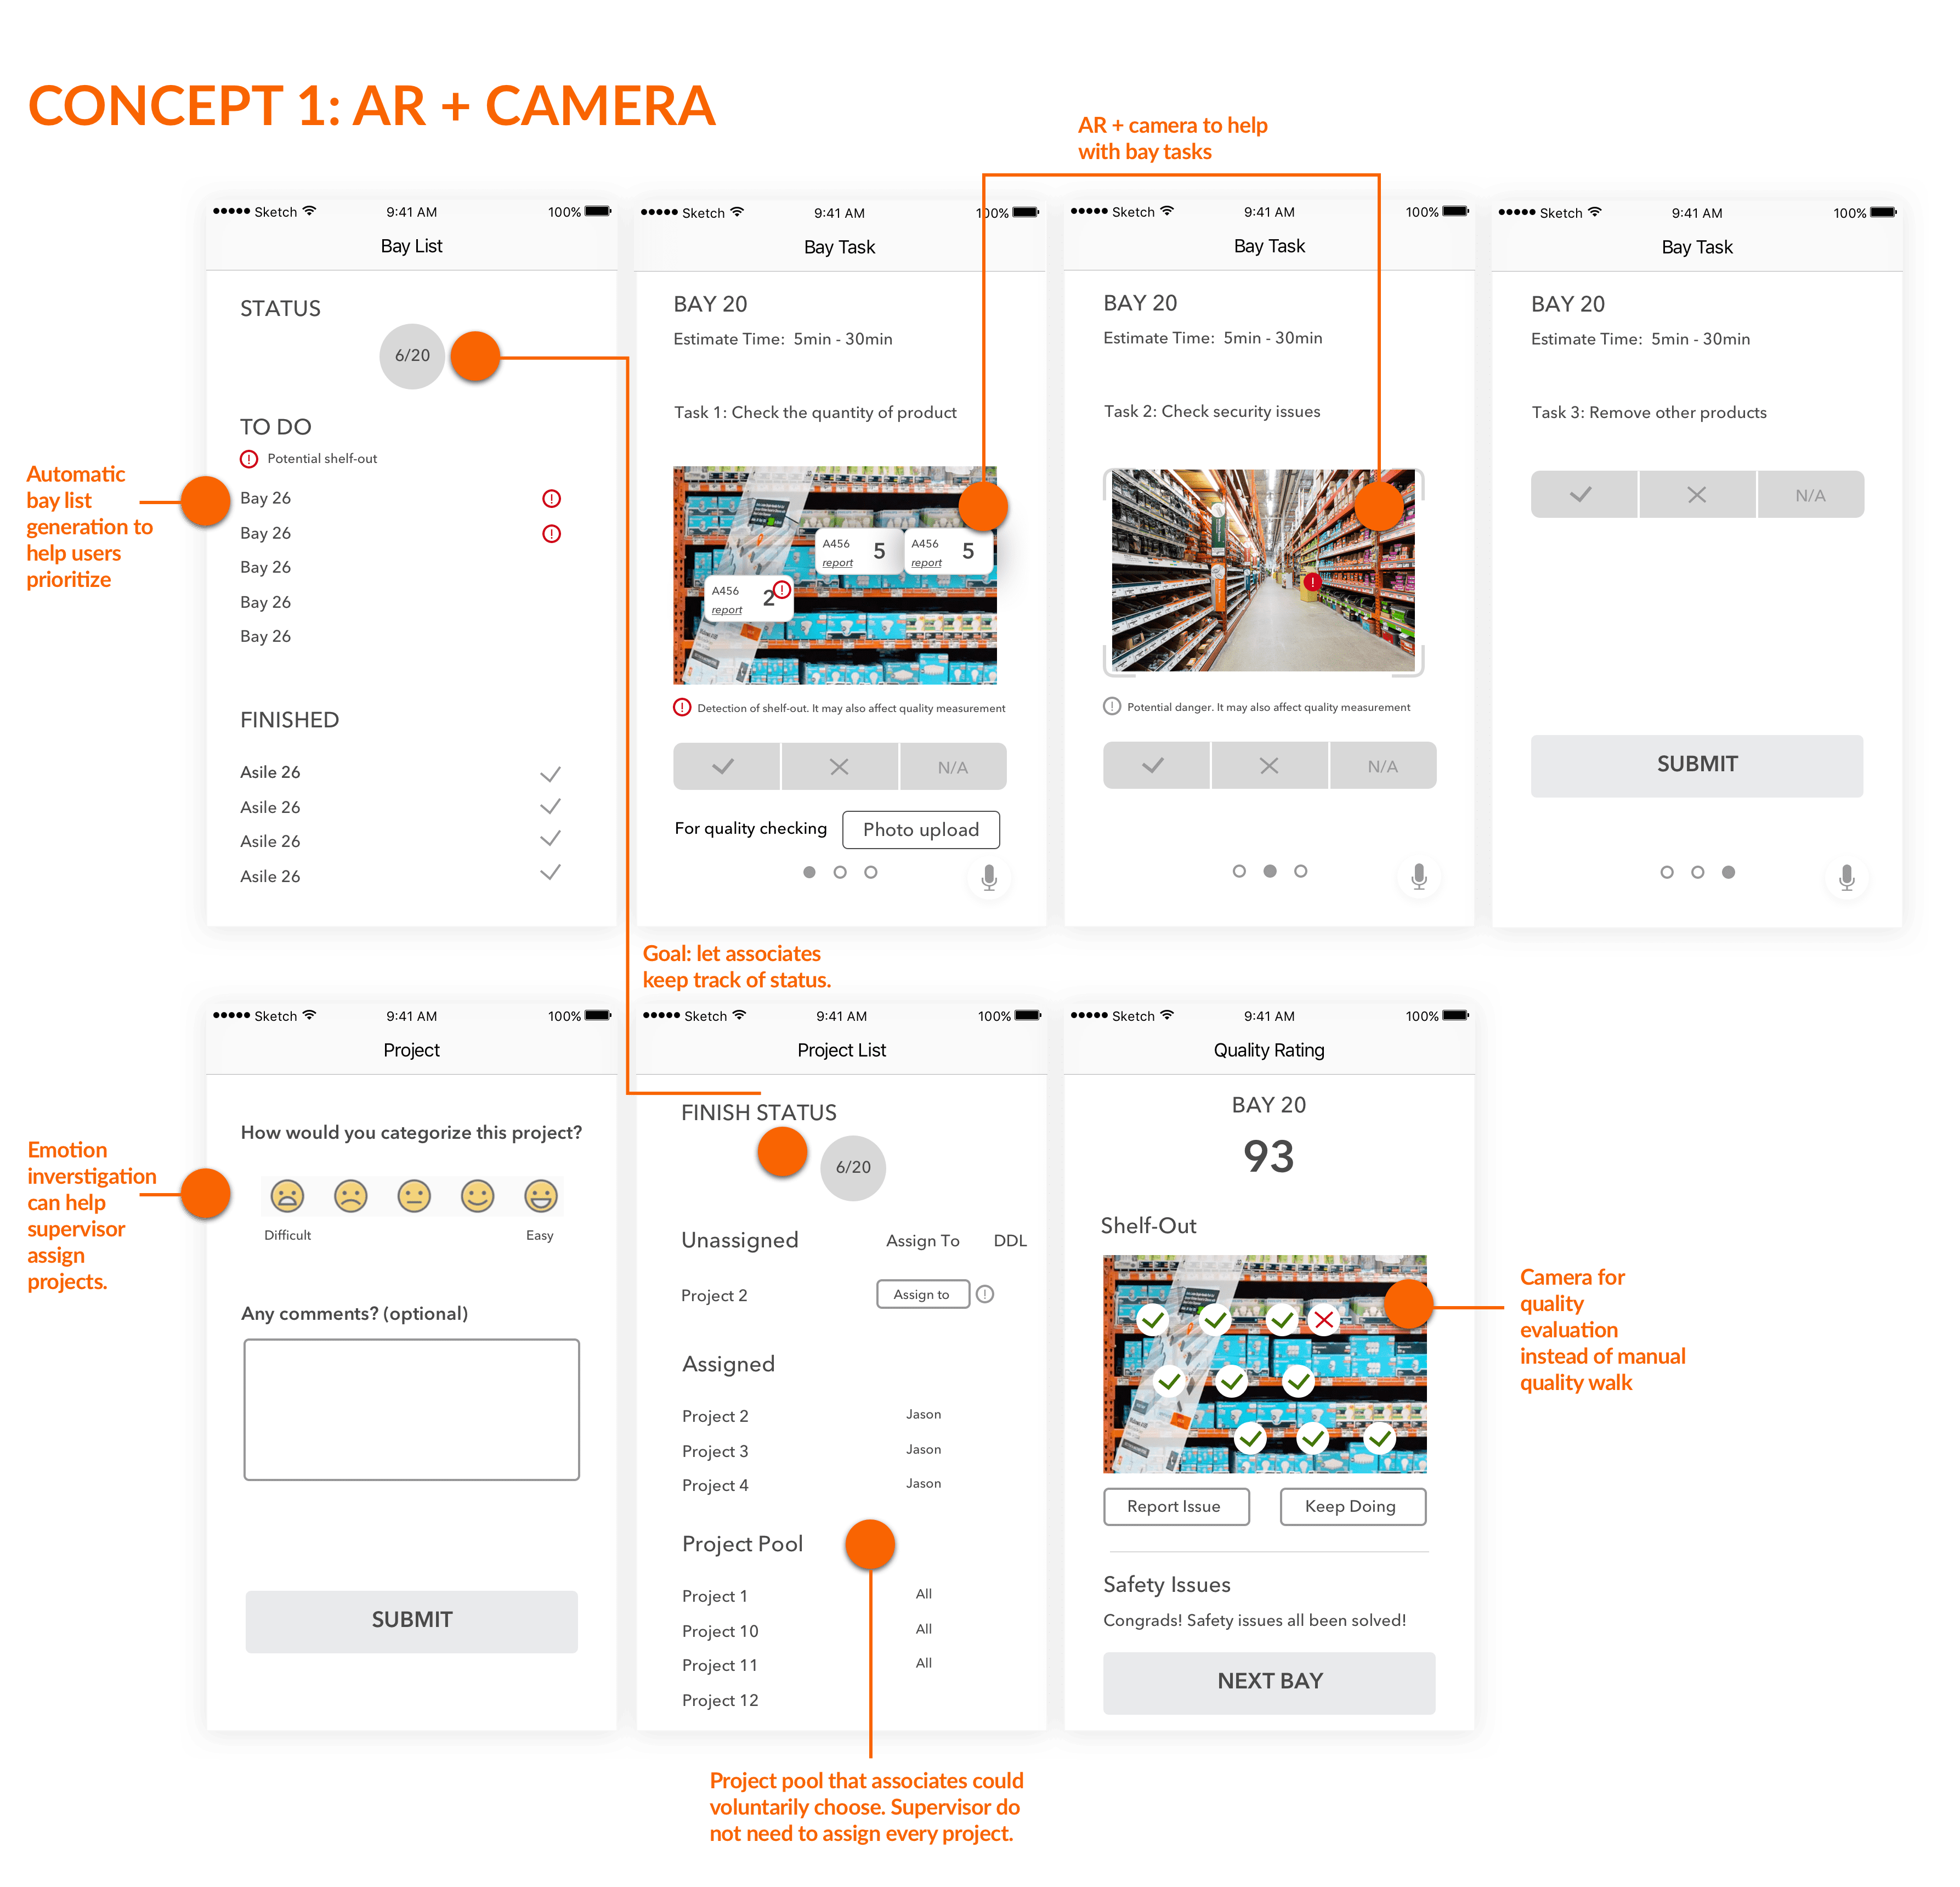 CONCEPT 1: AR + CAMERA
AR + camera to help
with bay tasks
Sketch 9:41 AM 100%
Bay List
STATUS
6/20
TO DO
Potential shelf-out
Bay 26
Bay 26
Bay 26
Bay 26
Bay 26
FINISHED
Asile 26
Asile 26
Asile 26
Asile 26
Automatic
bay list
generation to
help users
prioritize
Sketch 9:41 AM 100%
Bay Task
BAY 20
Estimate Time: 5min - 30min
Task 1: Check the quantity of product
A456
report
5
A456
report
5
A456
report
2
Detection of shelf-out. It may also affect quality measurement
N/A
For quality checking Photo upload
Sketch 9:41 AM 100%
Bay Task
BAY 20
Estimate Time: 5min - 30min
Task 2: Check security issues
Potential danger. It may also affect quality measurement
N/A
Sketch 9:41 AM 100%
Bay Task
BAY 20
Estimate Time: 5min - 30min
Task 3: Remove other products
N/A
SUBMIT
Goal: let associates
keep track of status.
Sketch 9:41 AM 100%
Project
How would you categorize this project?
Difficult Easy
Any comments? (optional)
SUBMIT
Emotion
inverstigation
can help
supervisor
assign
projects.
Sketch 9:41 AM 100%
Project List
FINISH STATUS
6/20
Unassigned Assign To DDL
Project 2 Assign to
Assigned
Project 2 Jason
Project 3 Jason
Project 4 Jason
Project Pool
Project 1 All
Project 10 All
Project 11 All
Project 12
Project pool that associates could
voluntarily choose. Supervisor do
not need to assign every project.
Sketch 9:41 AM 100%
Quality Rating
BAY 20
93
Shelf-Out
Report Issue Keep Doing
Safety Issues
Congrads! Safety issues all been solved!
NEXT BAY
Camera for
quality
evaluation
instead of manual
quality walk